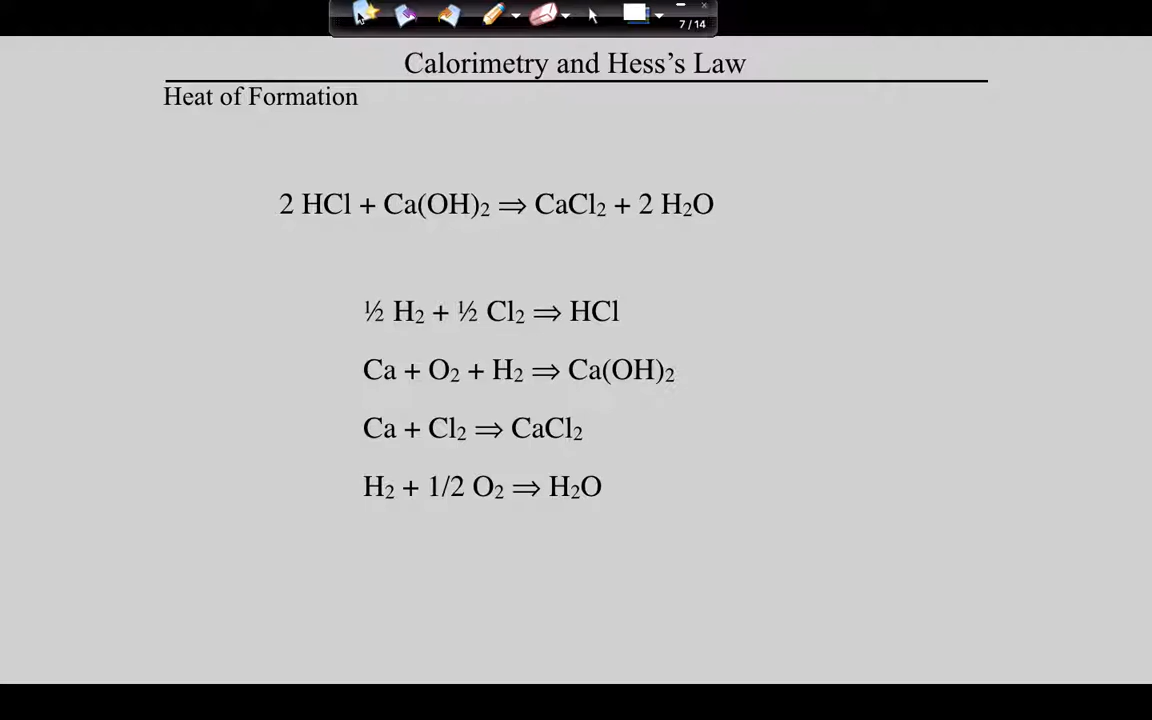 7 / 14
Calorimetry and Hess’s Law
Heat of Formation
2 HCl + Ca(OH)₂ ⇒ CaCl₂ + 2 H₂O
½ H₂ + ½ Cl₂ ⇒ HCl
Ca + O₂ + H₂ ⇒ Ca(OH)₂
Ca + Cl₂ ⇒ CaCl₂
H₂ + 1/2 O₂ ⇒ H₂O